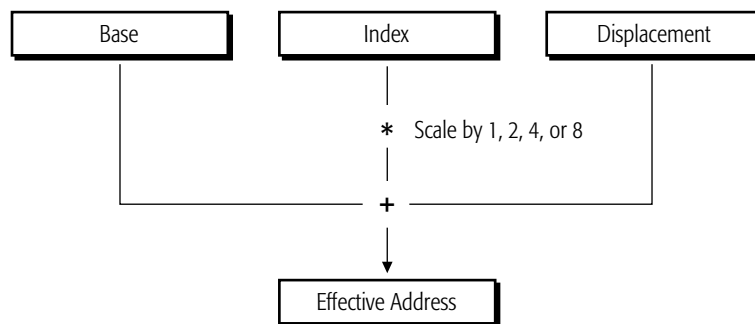 Base
Index
Displacement
* Scale by 1, 2, 4, or 8
+
Effective Address